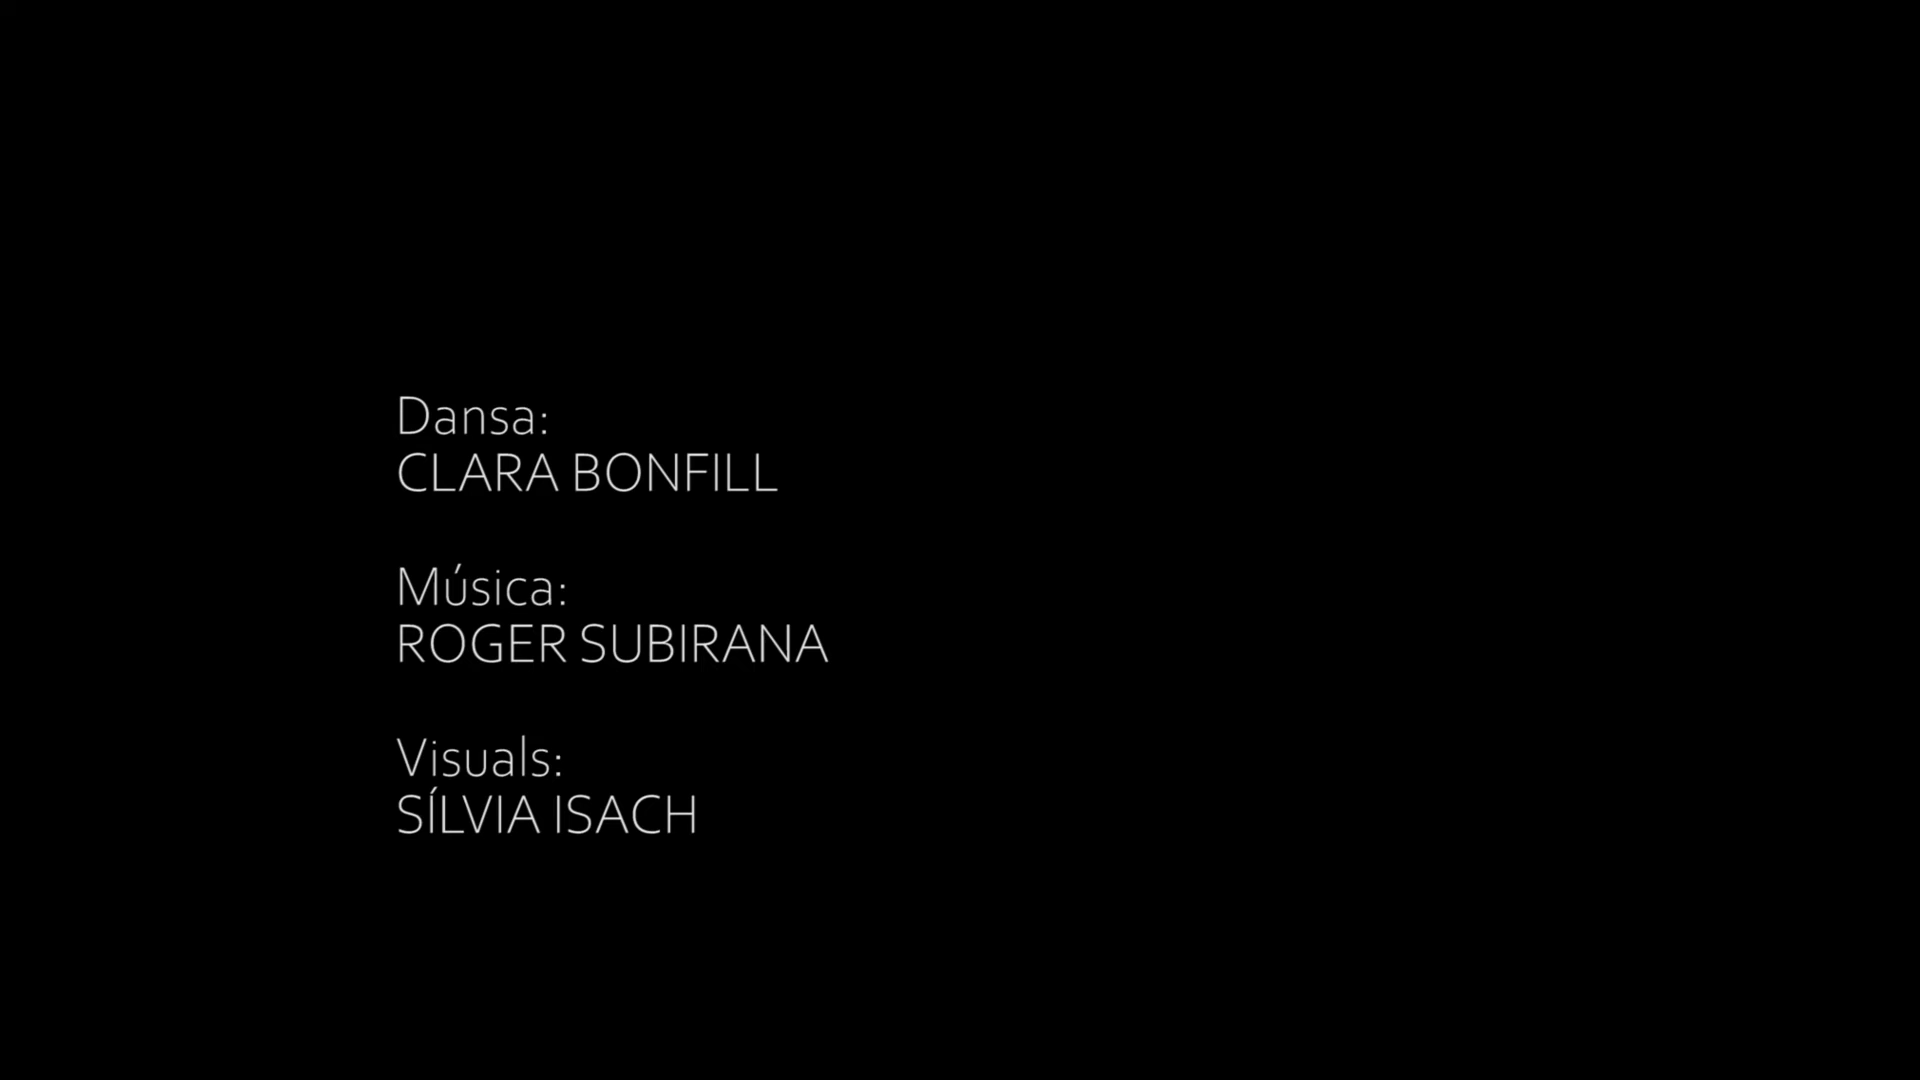 Dansa:
CLARA BONFILL
Música:
ROGER SUBIRANA
Visuals:
SÍLVIA ISACH